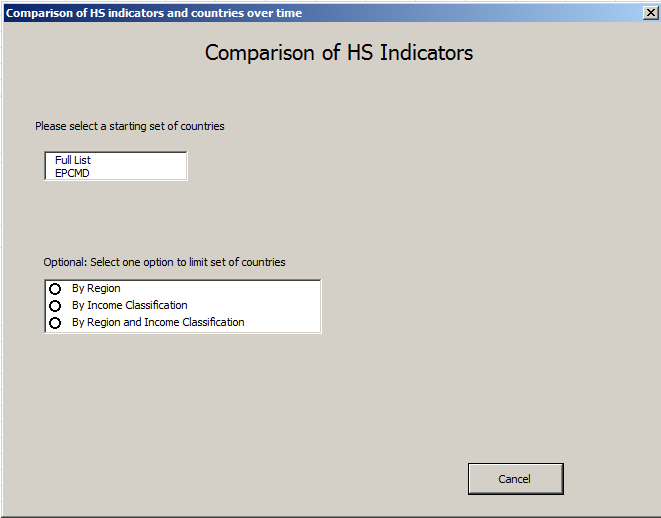 Comparison of HS indicators and countries over time
Comparison of HS Indicators
Please select a starting set of countries
Full List
EPCMD
Optional: Select one option to limit set of countries
By Region
By Income Classification
By Region and Income Classification
Cancel